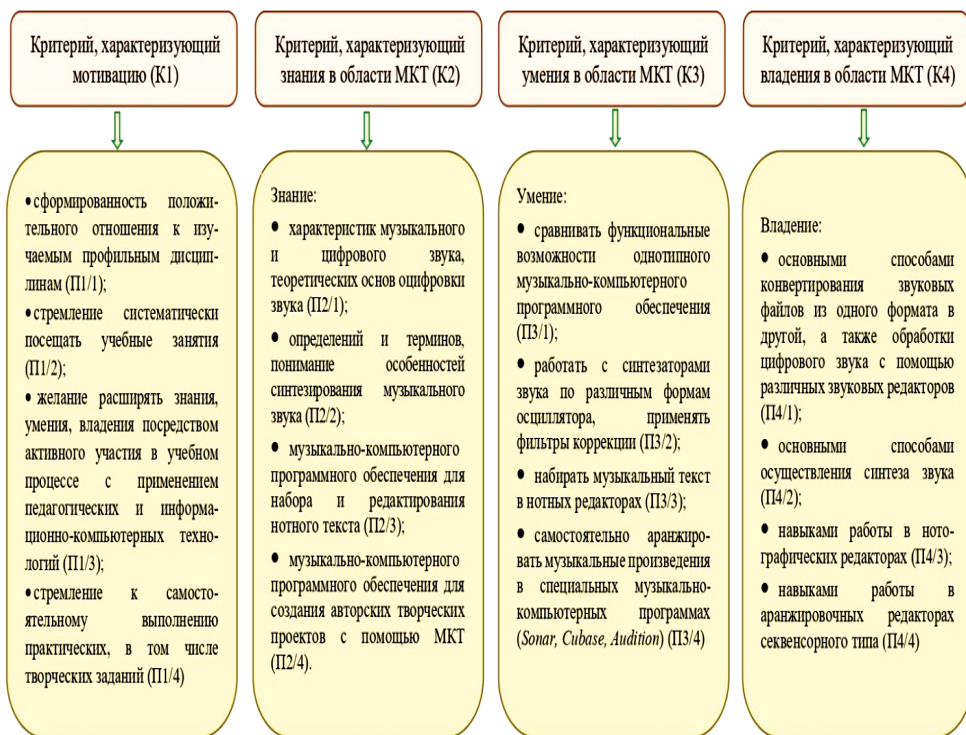 Критерий, характеризующий
мотивацию (К1)
• сформированность положи-
тельного отношения к изу-
чаемым профильным дисцип-
линам (П1/1);
• стремление систематически
посещать учебные занятия
(П1/2);
• желание расширять знания,
умения, владения посредством
активного участия в учебном
процессе с применением
педагогических и информа-
ционно-компьютерных техно-
логий (П1/3);
• стремление к самосто-
ятельному выполнению
практических, в том числе
творческих заданий (П1/4)
Критерий, характеризующий
знания в области МКТ (К2)
Знание:
• характеристик музыкального
и цифрового звука,
теоретических основ оцифровки
звука (П2/1);
• определений и терминов,
понимание особенностей
синтезирования музыкального
звука (П2/2);
• музыкально-компьютерного
программного обеспечения для
набора и редактирования
нотного текста (П2/3);
• музыкально-компьютерного
программного обеспечения для
создания авторских творческих
проектов с помощью МКТ
(П2/4).
Критерий, характеризующий
умения в области МКТ (К3)
Умение:
• сравнивать функциональные
возможности однотипного
музыкально-компьютерного
программного обеспечения
(П3/1);
• работать с синтезаторами
звука по различным формам
осциллятора, применять
фильтры коррекции (П3/2);
• набирать музыкальный текст
в нотных редакторах (П3/3);
• самостоятельно аранжиро-
вать музыкальные произведения
в специальных музыкально-
компьютерных программах
(Sonar, Cubase, Audition) (П3/4)
Критерий, характеризующий
владения в области МКТ (К4)
Владение:
• основными способами
конвертирования звуковых
файлов из одного формата в
другой, а также обработки
цифрового звука с помощью
различных звуковых редакторов
(П4/1);
• основными способами
осуществления синтеза звука
(П4/2);
• навыками работы в ното-
графических редакторах (П4/3);
• навыками работы в
аранжировочных редакторах
секвенсорного типа (П4/4)